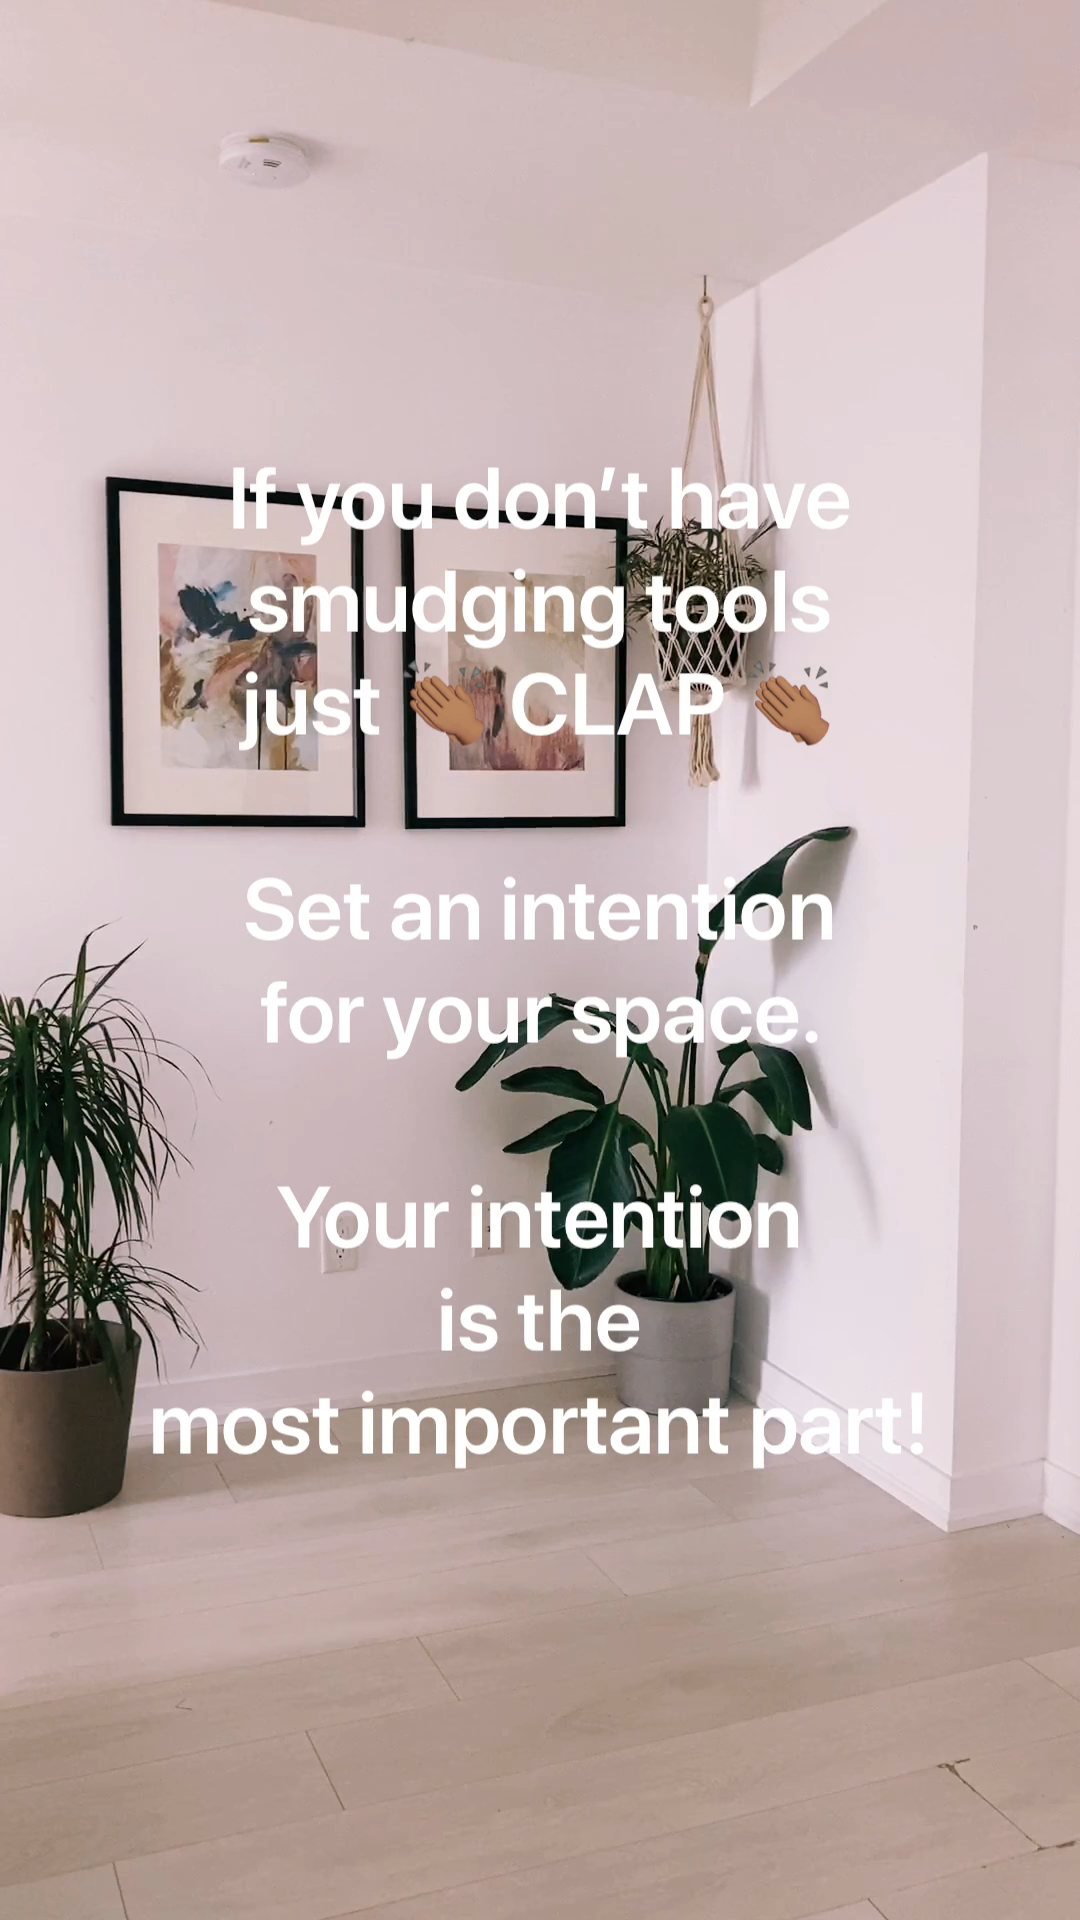 If you don’t have
smudging tools
just 👏🏽 CLAP 👏🏽
Set an intention
for your space.
Your intention
is the
most important part!